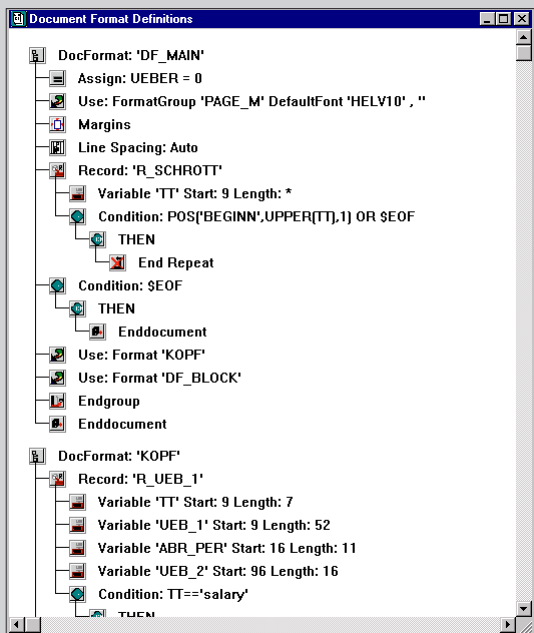 Document Format Definitions
DocFormat: 'DF_MAIN'
Assign: UEBER = 0
Use: FormatGroup 'PAGE_M' DefaultFont 'HELV10' , ''
Margins
Line Spacing: Auto
Record: 'R_SCHROTT'
Variable 'TT' Start: 9 Length: *
Condition: POS('BEGINN',UPPER(TT),1) OR $EOF
THEN
End Repeat
Condition: $EOF
THEN
Enddocument
Use: Format 'KOPF'
Use: Format 'DF_BLOCK'
Endgroup
Enddocument
DocFormat: 'KOPF'
Record: 'R_UEB_1'
Variable 'TT' Start: 9 Length: 7
Variable 'UEB_1' Start: 9 Length: 52
Variable 'ABR_PER' Start: 16 Length: 11
Variable 'UEB_2' Start: 96 Length: 16
Condition: TT=='salary'
THEN